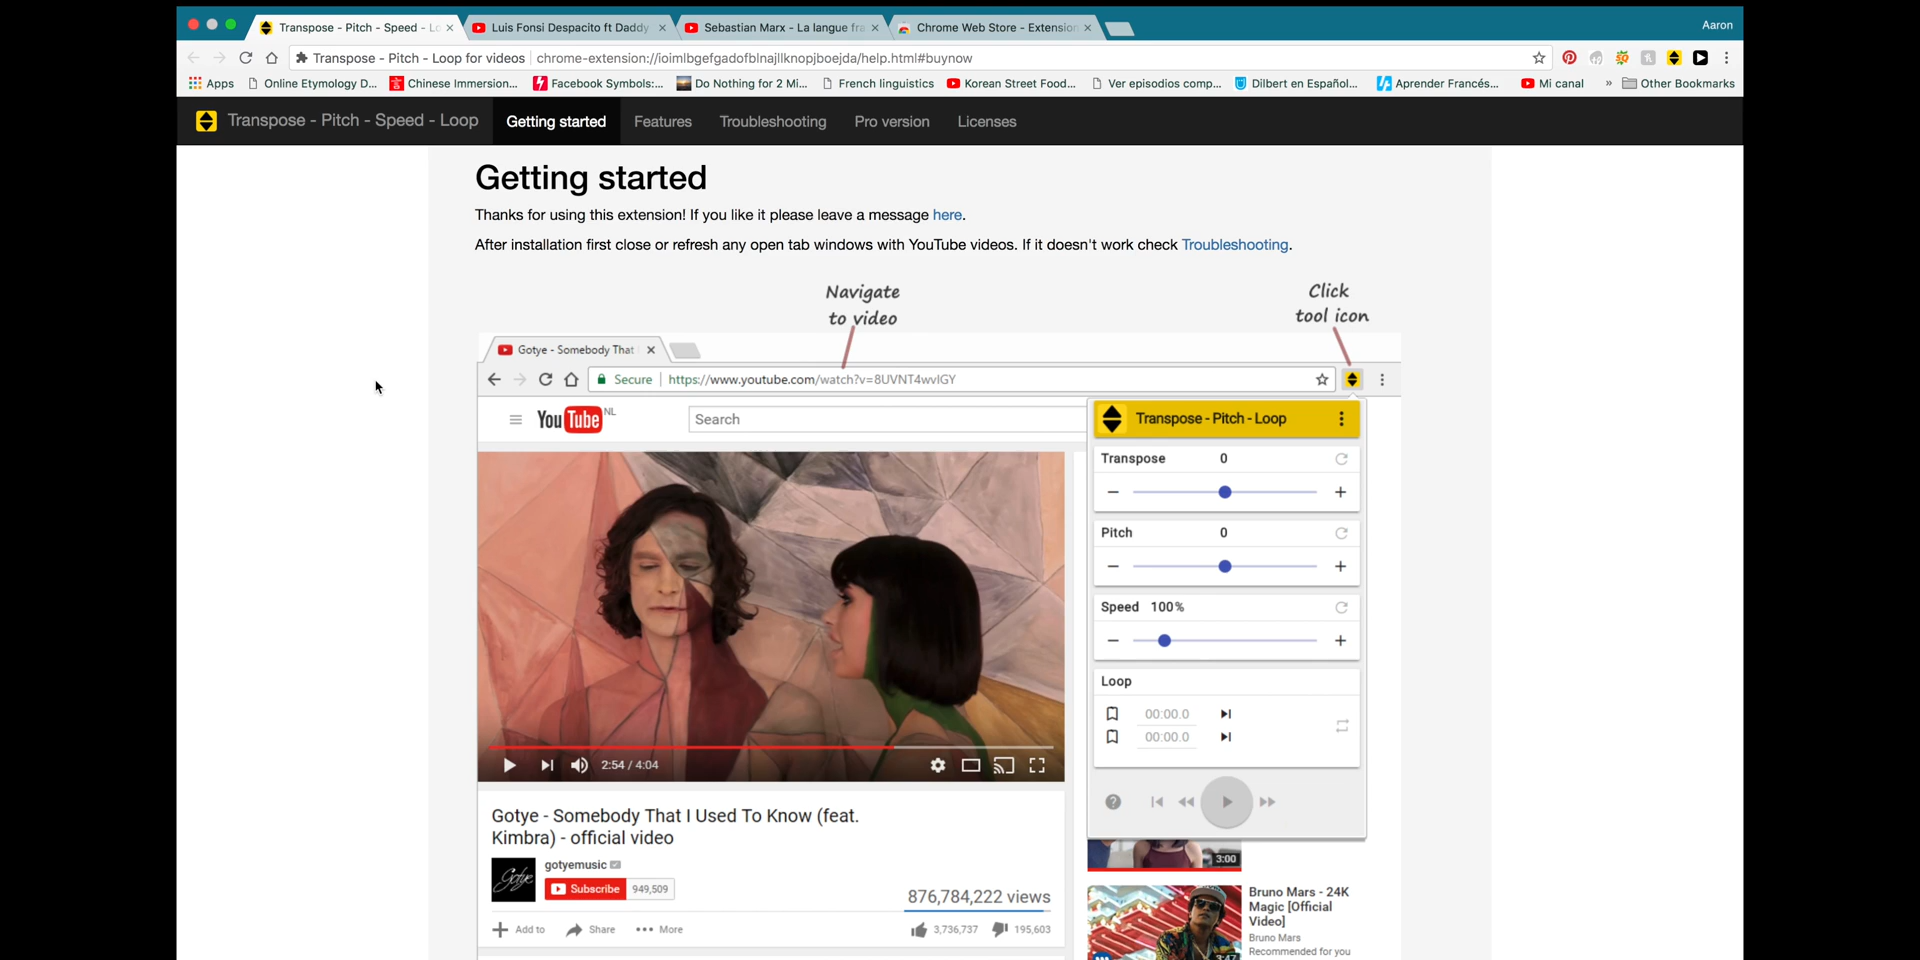 Transpose - Pitch - Speed - Lo
Luis Fonsi Despacito ft Daddy
Sebastian Marx - La langue fra
Chrome Web Store - Extension
Aaron
Transpose - Pitch - Loop for videos
chrome-extension://ioimlbgefgadofblnajllknopjboejda/help.html#buynow
Apps
Online Etymology D...
Chinese Immersion...
Facebook Symbols:...
Do Nothing for 2 Mi...
French linguistics
Korean Street Food...
Ver episodios comp...
Dilbert en Español...
Aprender Francés...
Mi canal
»
Other Bookmarks
Transpose - Pitch - Speed - Loop
Getting started
Features
Troubleshooting
Pro version
Licenses
Getting started
Thanks for using this extension! If you like it please leave a message here.
After installation first close or refresh any open tab windows with YouTube videos. If it doesn't work check Troubleshooting.
Navigate
to video
Click
tool icon
Gotye - Somebody That
Secure
https://www.youtube.com/watch?v=8UVNT4wvIGY
YouTube NL
Search
Transpose - Pitch - Loop
Transpose 0
Pitch 0
Speed 100%
Loop
00:00.0
00:00.0
2:54 / 4:04
Gotye - Somebody That I Used To Know (feat.
Kimbra) - official video
Gotye
gotyemusic
Subscribe 949,509
876,784,222 views
Add to
Share
More
3,736,737
195,603
3:00
3:47
Bruno Mars - 24K
Magic [Official
Video]
Bruno Mars
Recommended for you